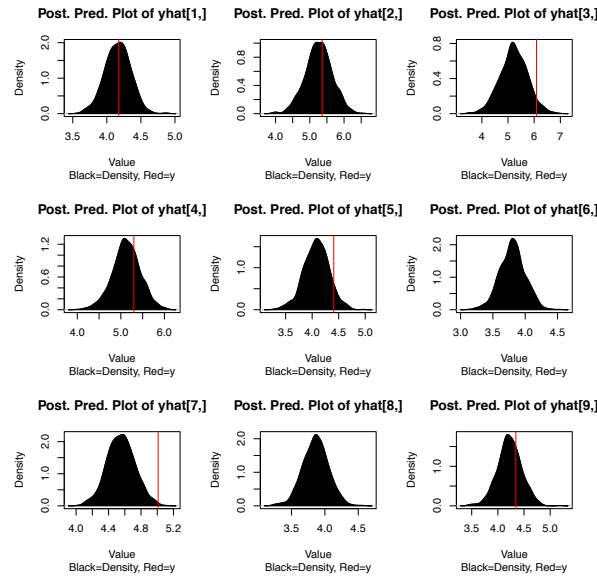 Post. Pred. Plot of yhat[1,]
Density
0.0 1.0 2.0
3.5 4.0 4.5 5.0
Value
Black=Density, Red=y
Post. Pred. Plot of yhat[2,]
Density
0.0 0.4 0.8
4.0 5.0 6.0
Value
Black=Density, Red=y
Post. Pred. Plot of yhat[3,]
Density
0.0 0.4 0.8
4 5 6 7
Value
Black=Density, Red=y
Post. Pred. Plot of yhat[4,]
Density
0.0 0.6 1.2
4.0 5.0 6.0
Value
Black=Density, Red=y
Post. Pred. Plot of yhat[5,]
Density
0.0 1.0
3.5 4.0 4.5 5.0
Value
Black=Density, Red=y
Post. Pred. Plot of yhat[6,]
Density
0.0 1.0 2.0
3.0 3.5 4.0 4.5
Value
Black=Density, Red=y
Post. Pred. Plot of yhat[7,]
Density
0.0 1.0 2.0
4.0 4.4 4.8 5.2
Value
Black=Density, Red=y
Post. Pred. Plot of yhat[8,]
Density
0.0 1.0 2.0
3.5 4.0 4.5
Value
Black=Density, Red=y
Post. Pred. Plot of yhat[9,]
Density
0.0 1.0
3.5 4.0 4.5 5.0
Value
Black=Density, Red=y